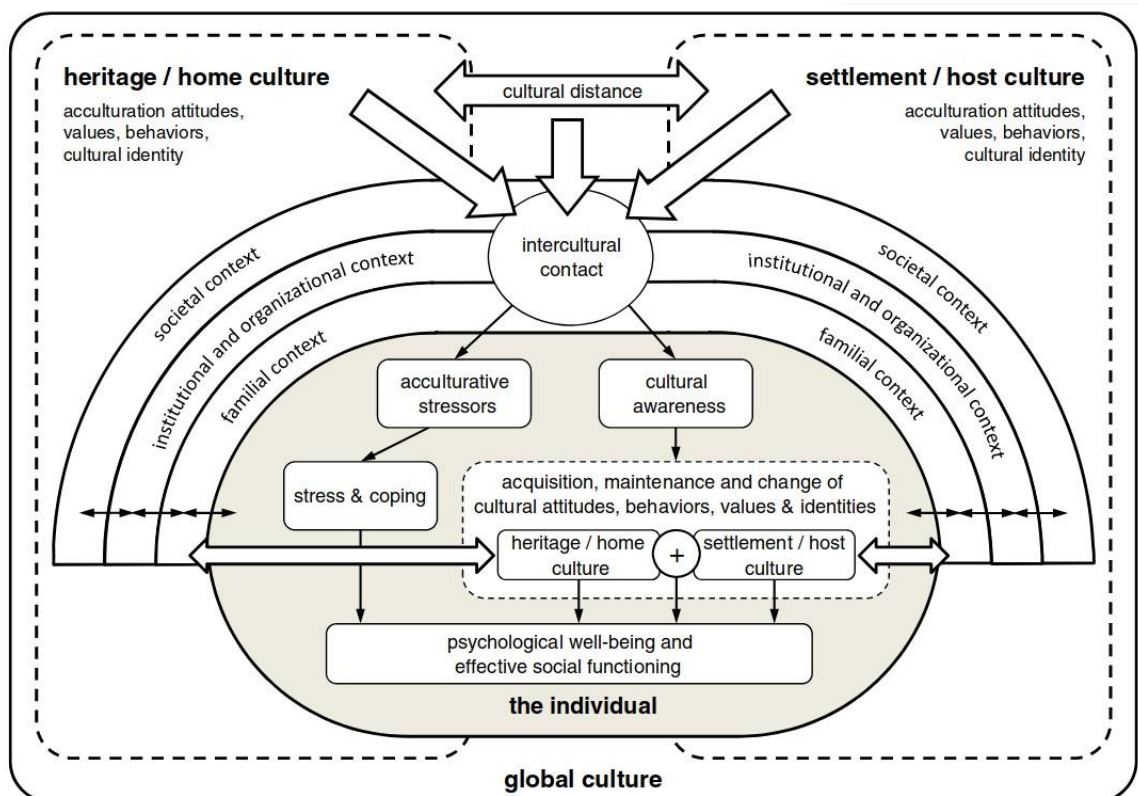 heritage / home culture
acculturation attitudes,
values, behaviors,
cultural identity
cultural distance
settlement / host culture
acculturation attitudes,
values, behaviors,
cultural identity
intercultural
contact
societal context
institutional and organizational context
familial context
societal context
institutional and organizational context
familial context
acculturative
stressors
cultural
awareness
stress & coping
acquisition, maintenance and change of
cultural attitudes, behaviors, values & identities
heritage / home
culture
+
settlement / host
culture
psychological well-being and
effective social functioning
the individual
global culture